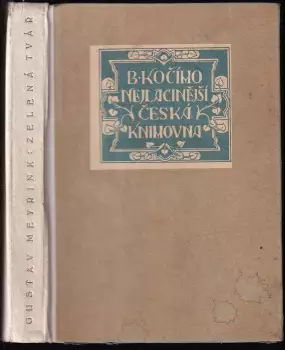 GUSTAV MEYRINK: ZELENÁ TVÁŘ
B. KOČÍHO
NEJLACINĚJŠÍ
ČESKÁ
KNIHOVNA